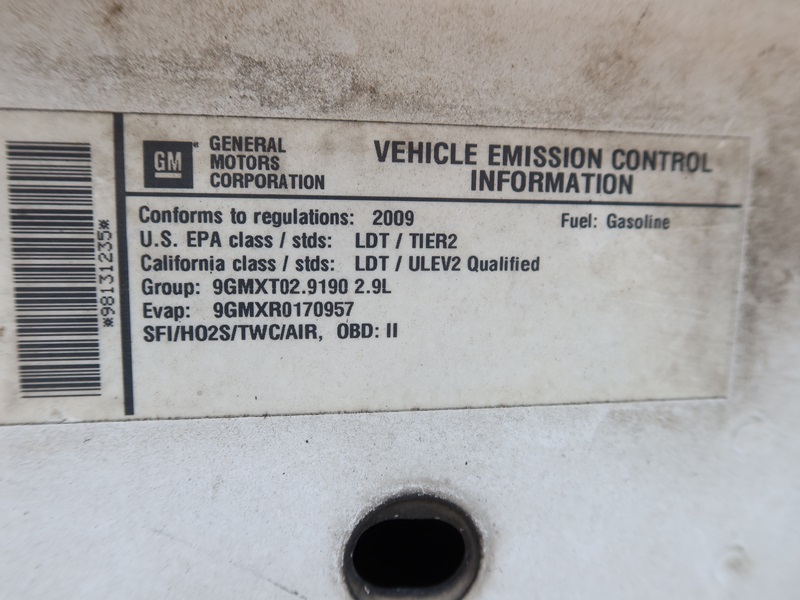 GM
GENERAL
MOTORS
CORPORATION
VEHICLE EMISSION CONTROL
INFORMATION
Conforms to regulations: 2009
Fuel: Gasoline
U.S. EPA class / stds: LDT / TIER2
California class / stds: LDT / ULEV2 Qualified
Group: 9GMXT02.9190 2.9L
Evap: 9GMXR0170957
SFI/HO2S/TWC/AIR, OBD: II
*98131235*